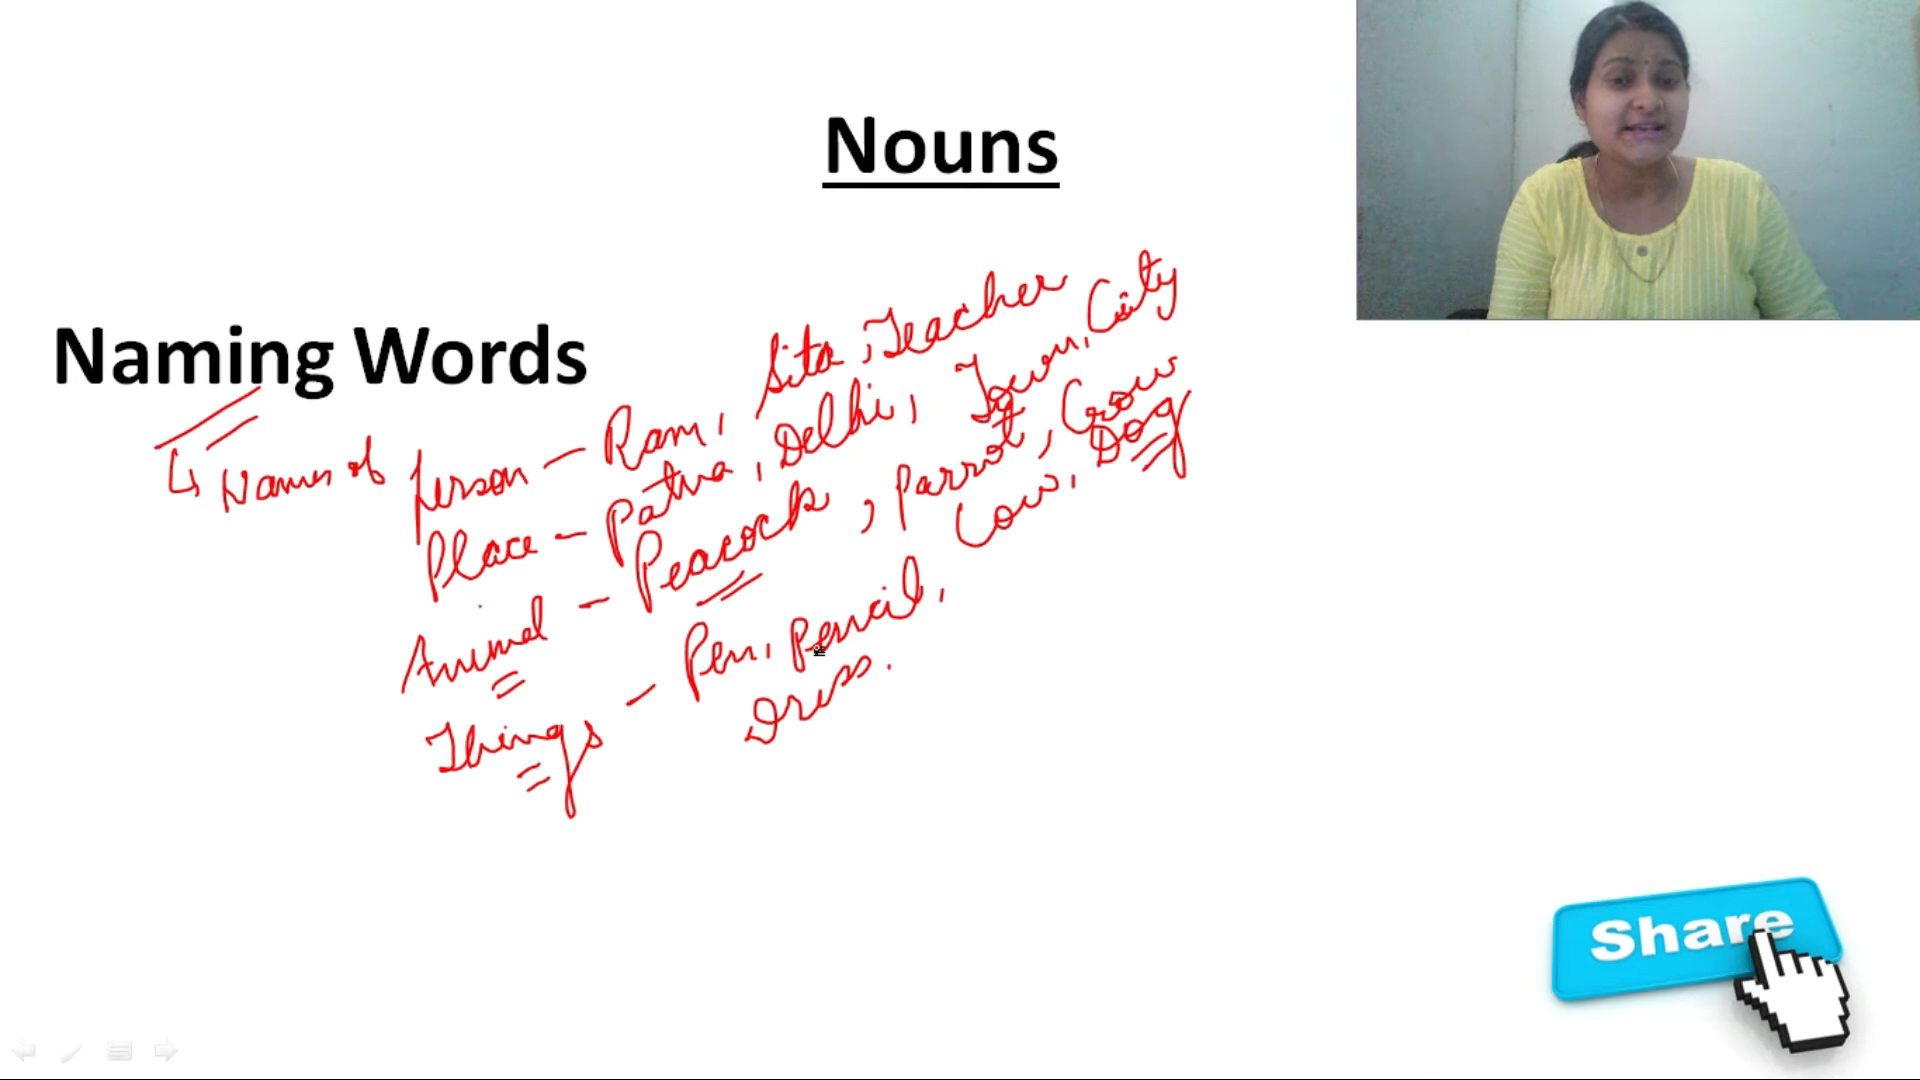 Nouns
Naming Words
↳ Names of person - Ram, Sita, Teacher
Place - Patna, Delhi, Town, City
Animal - Peacock, Parrot, Crow
Cow, Dog
Things - Pen, Pencil,
Dress.
Share